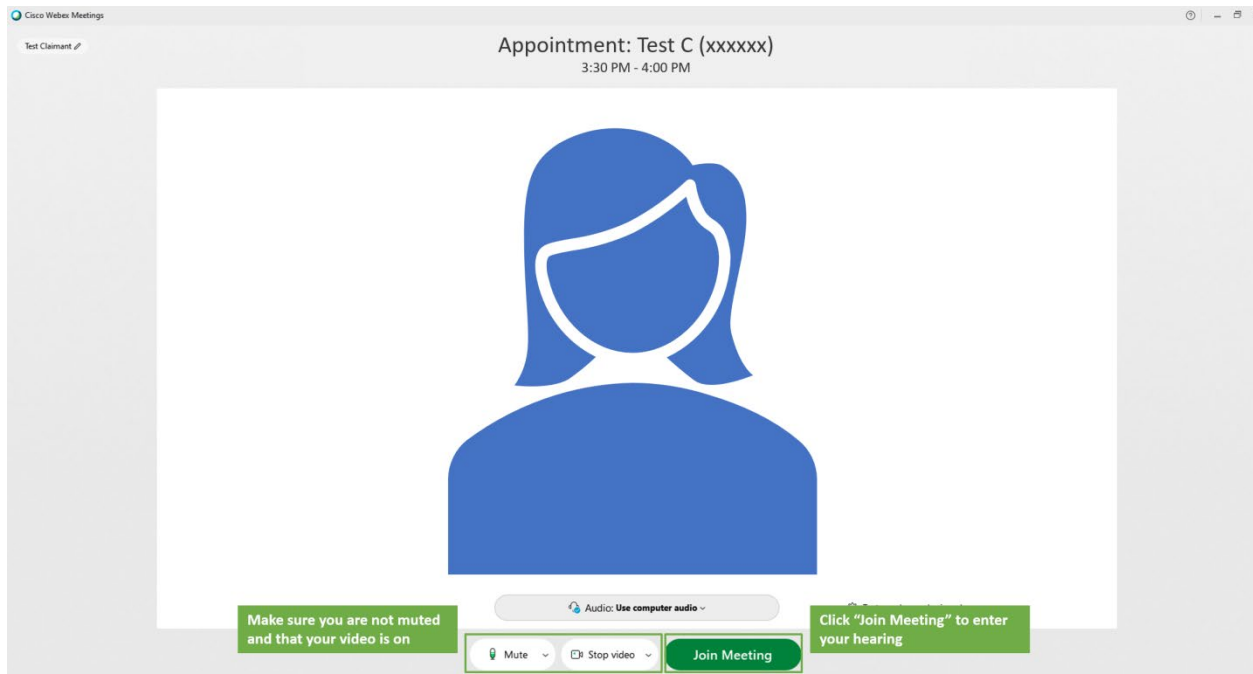 Cisco Webex Meetings
Test Claimant
Appointment: Test C (xxxxxx)
3:30 PM - 4:00 PM
Audio: Use computer audio
Make sure you are not muted
and that your video is on
Mute
Stop video
Join Meeting
Click “Join Meeting” to enter
your hearing